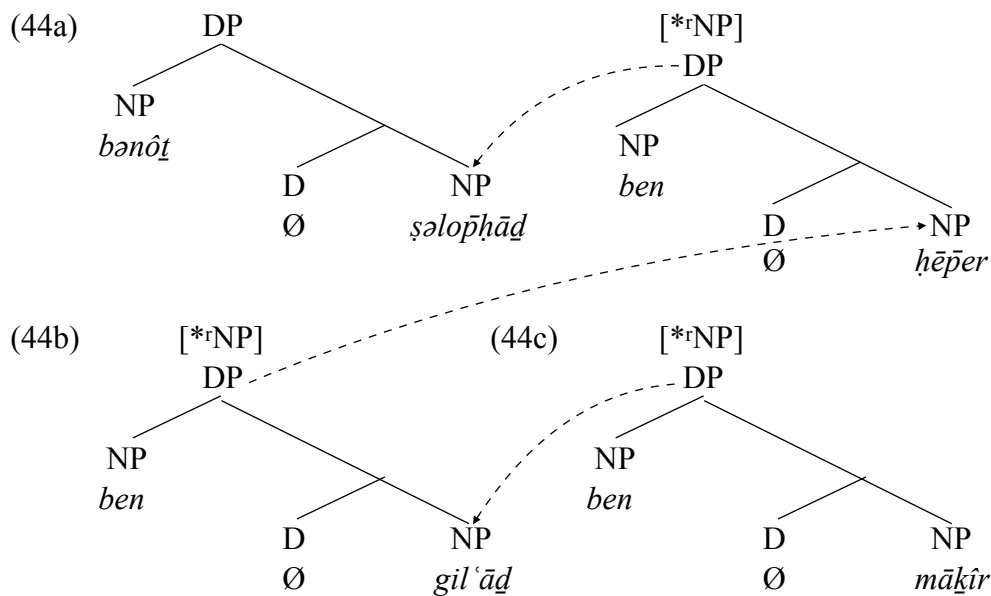 (44a) DP [*ʳNP]
DP
NP
bənôṯ NP
ben
D NP
Ø ṣəlop̄ḥāḏ D NP
Ø ḥēp̄er
(44b) [*ʳNP] (44c) [*ʳNP]
DP DP
NP NP
ben ben
D NP D NP
Ø gilʿāḏ Ø māḵîr